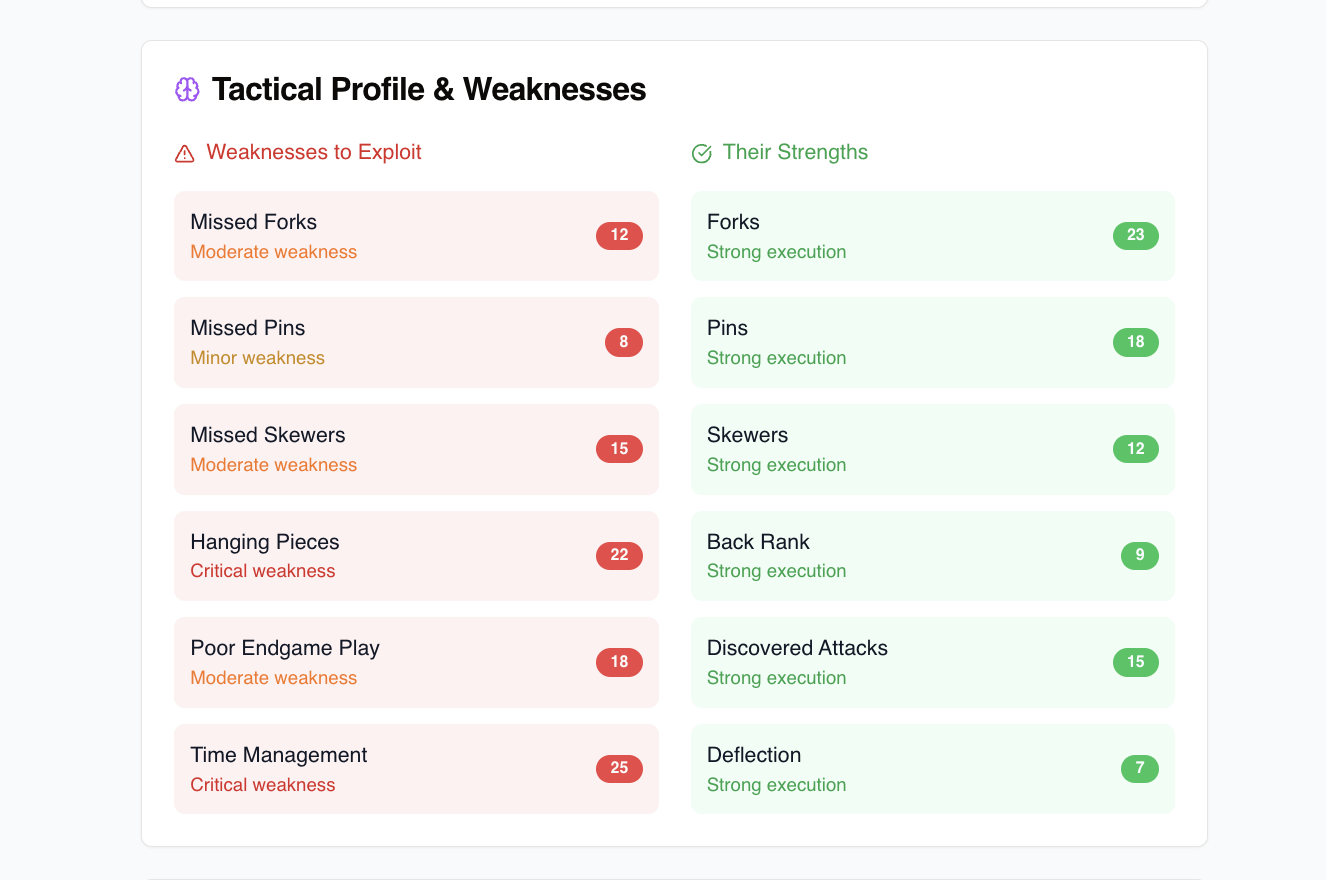 Tactical Profile & Weaknesses
Weaknesses to Exploit
Missed Forks
Moderate weakness
12
Missed Pins
Minor weakness
8
Missed Skewers
Moderate weakness
15
Hanging Pieces
Critical weakness
22
Poor Endgame Play
Moderate weakness
18
Time Management
Critical weakness
25
Their Strengths
Forks
Strong execution
23
Pins
Strong execution
18
Skewers
Strong execution
12
Back Rank
Strong execution
9
Discovered Attacks
Strong execution
15
Deflection
Strong execution
7